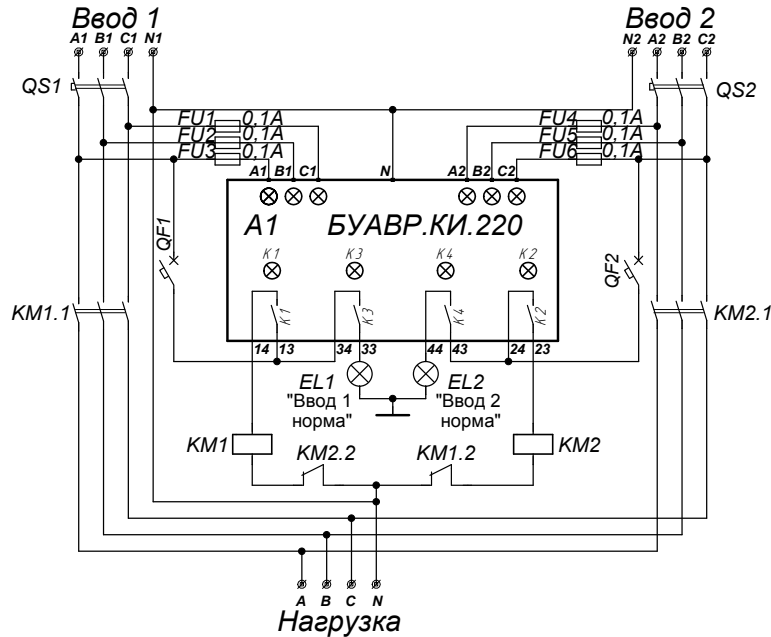 Ввод 1 Ввод 2
A1 B1 C1 N1 N2 A2 B2 C2
QS1 QS2
FU1 0,1A FU4 0,1A
FU2 0,1A FU5 0,1A
FU3 0,1A FU6 0,1A
A1 B1 C1 N A2 B2 C2
A1 БУАВР.КИ.220
QF1 QF2
K1 K3 K4 K2
K1 K3 K4 K2
KM1.1 KM2.1
14 13 34 33 44 43 24 23
EL1 EL2
"Ввод 1 "Ввод 2
норма" норма"
KM1 KM2.2 KM1.2 KM2
A B C N
Нагрузка